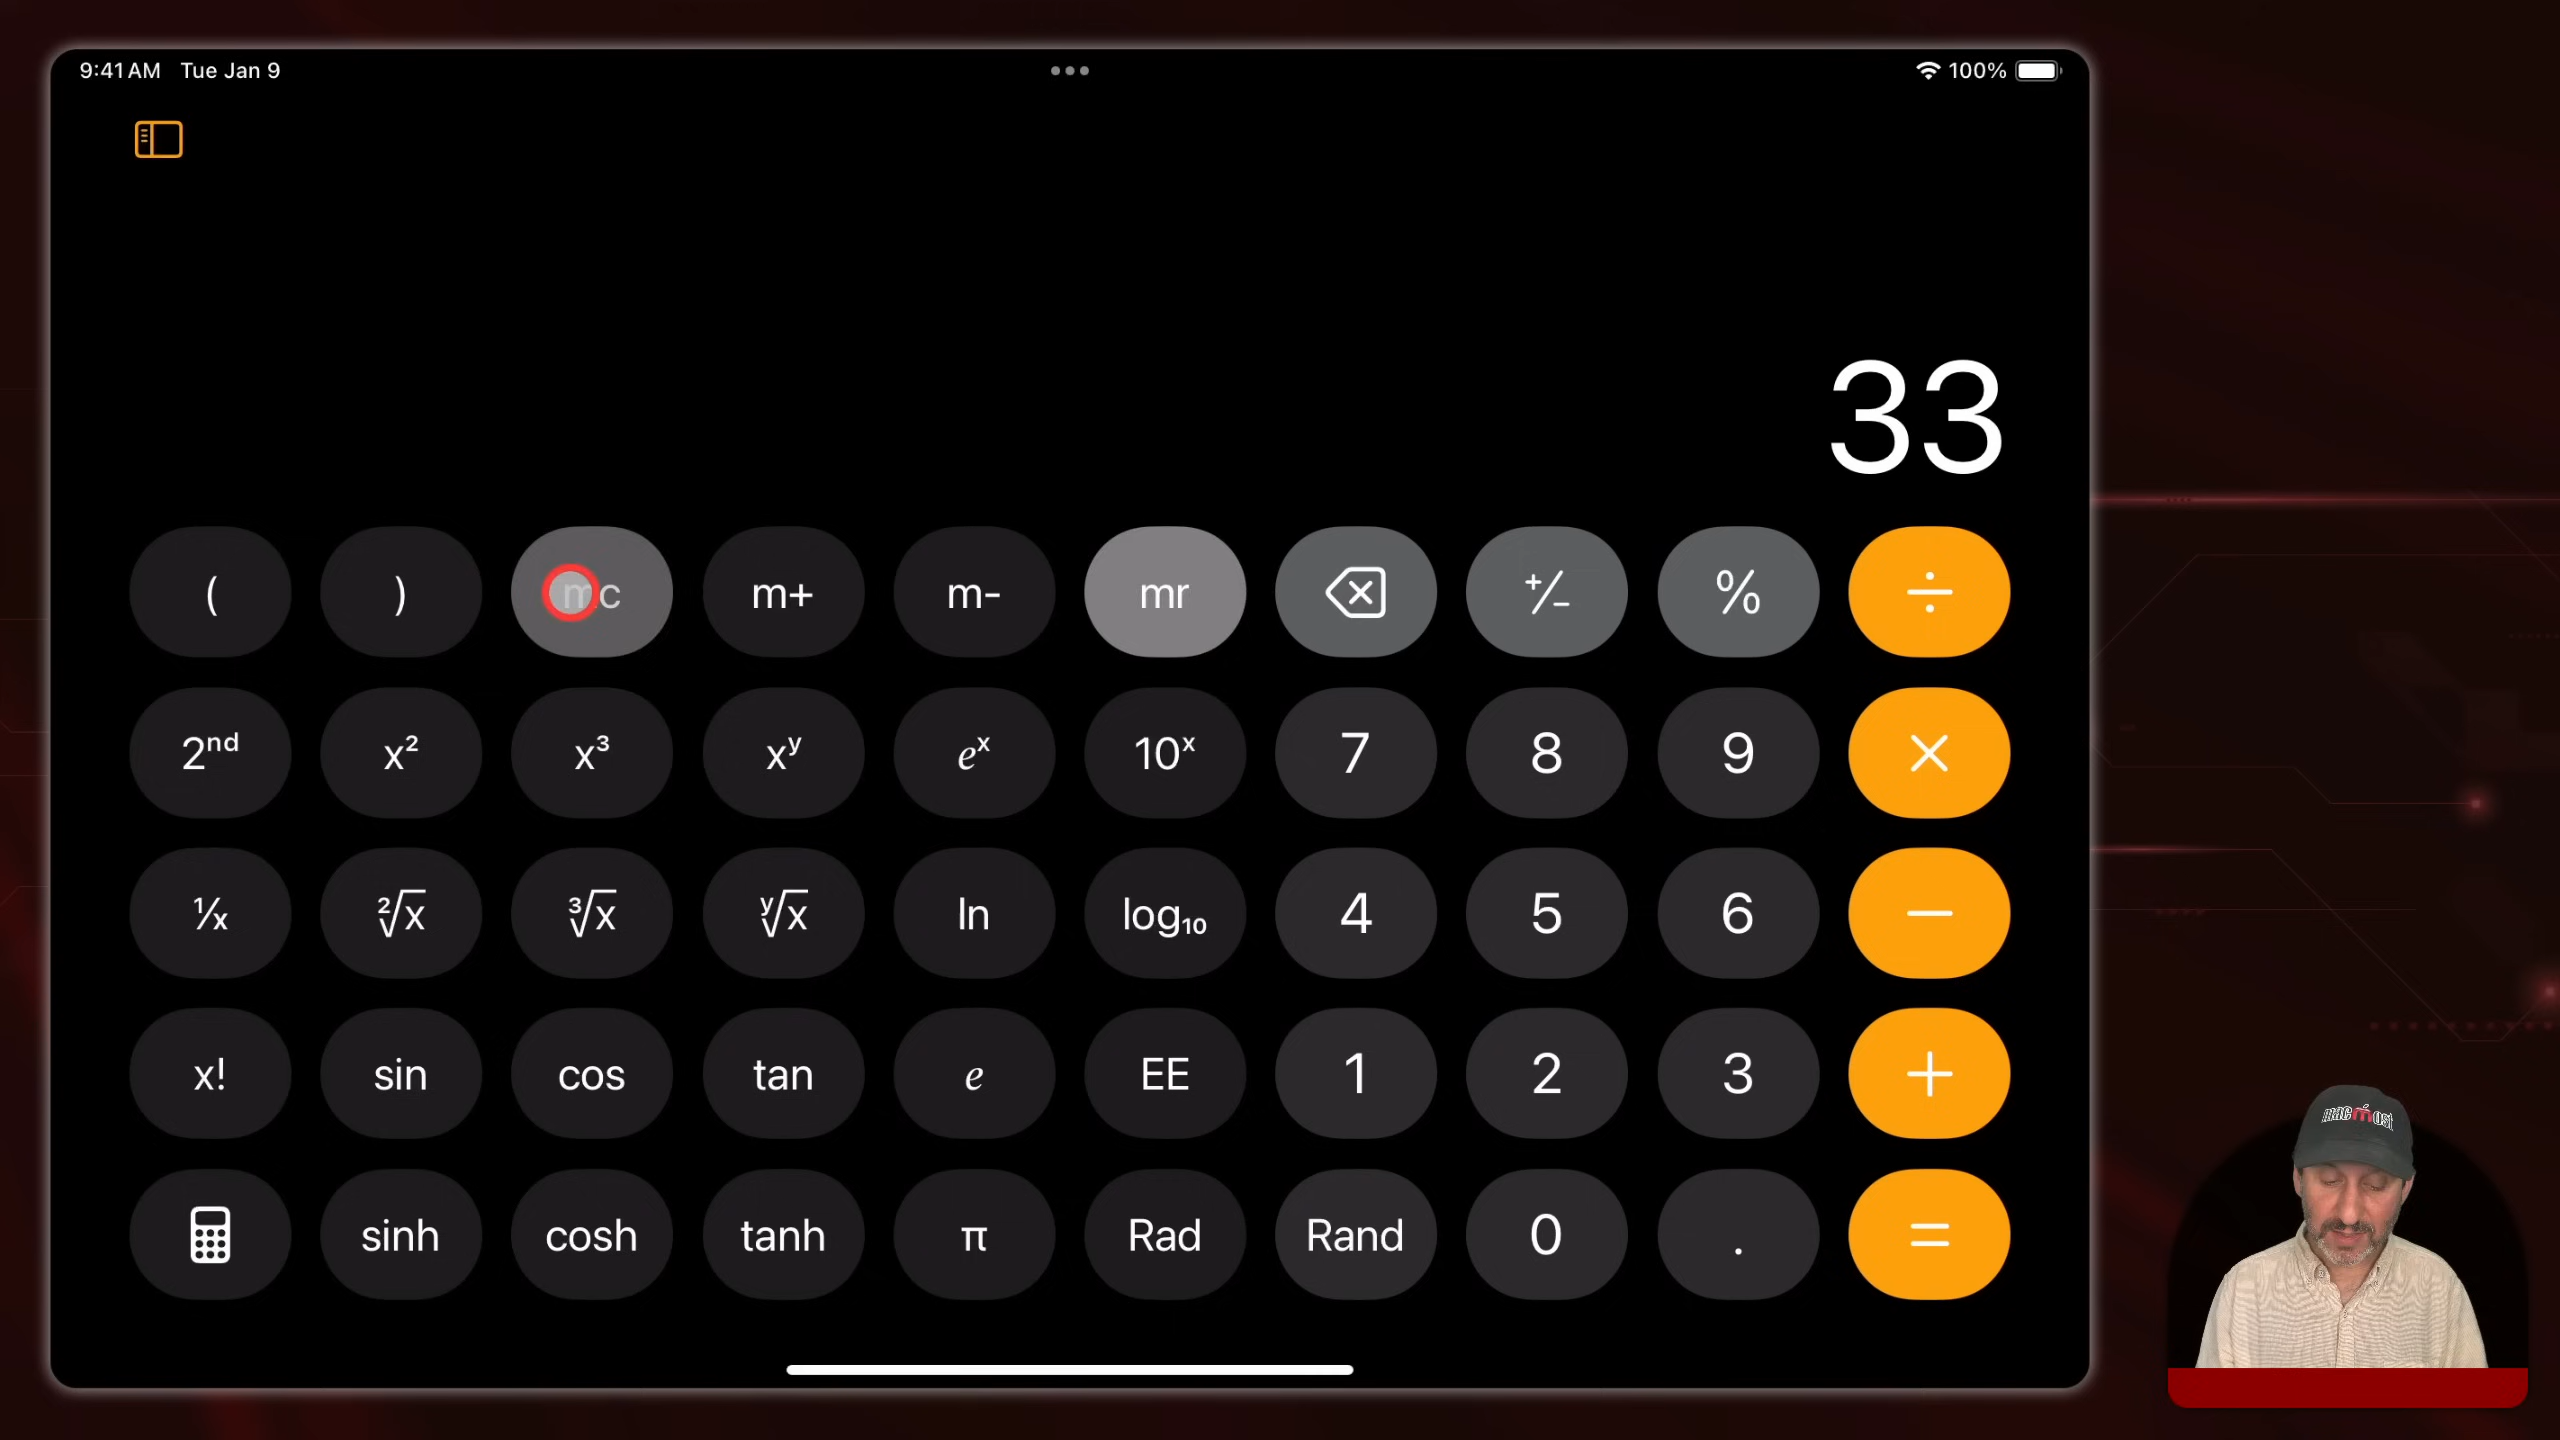 9:41 AM Tue Jan 9 100%
33
( ) mc m+ m- mr +/- % ÷
2nd x² x³ xʸ eˣ 10ˣ 7 8 9 ×
1/x ²√x ³√x ʸ√x ln log₁₀ 4 5 6 −
x! sin cos tan e EE 1 2 3 +
sinh cosh tanh π Rad Rand 0 . =
macmost